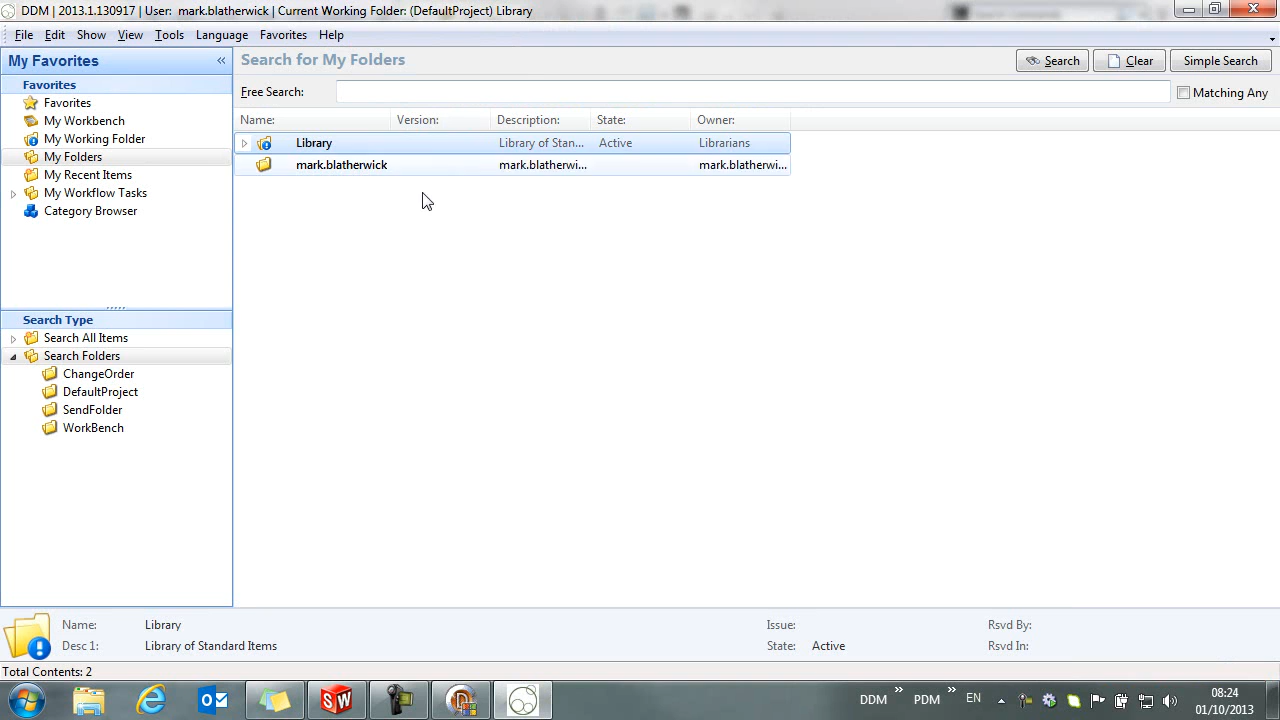 DDM | 2013.1.130917 | User: mark.blatherwick | Current Working Folder: (DefaultProject) Library
File Edit Show View Tools Language Favorites Help
My Favorites «
Favorites
Favorites
My Workbench
My Working Folder
My Folders
My Recent Items
My Workflow Tasks
Category Browser
Search Type
Search All Items
Search Folders
ChangeOrder
DefaultProject
SendFolder
WorkBench
Search for My Folders
Search Clear Simple Search
Free Search: Matching Any
Name: Version: Description: State: Owner:
Library Library of Stan... Active Librarians
mark.blatherwick mark.blatherwi... mark.blatherwi...
Name: Library Issue: Rsvd By:
Desc 1: Library of Standard Items State: Active Rsvd In:
Total Contents: 2
DDM » PDM » EN
08:24
01/10/2013